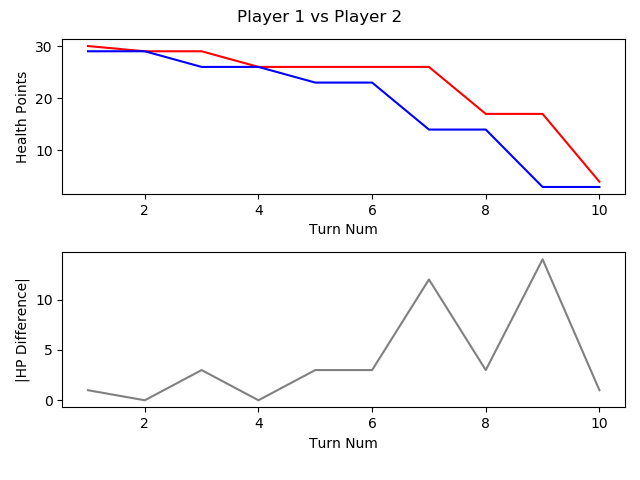 Player 1 vs Player 2
30
20
10
Health Points
2 4 6 8 10
Turn Num
10
5
0
|HP Difference|
2 4 6 8 10
Turn Num